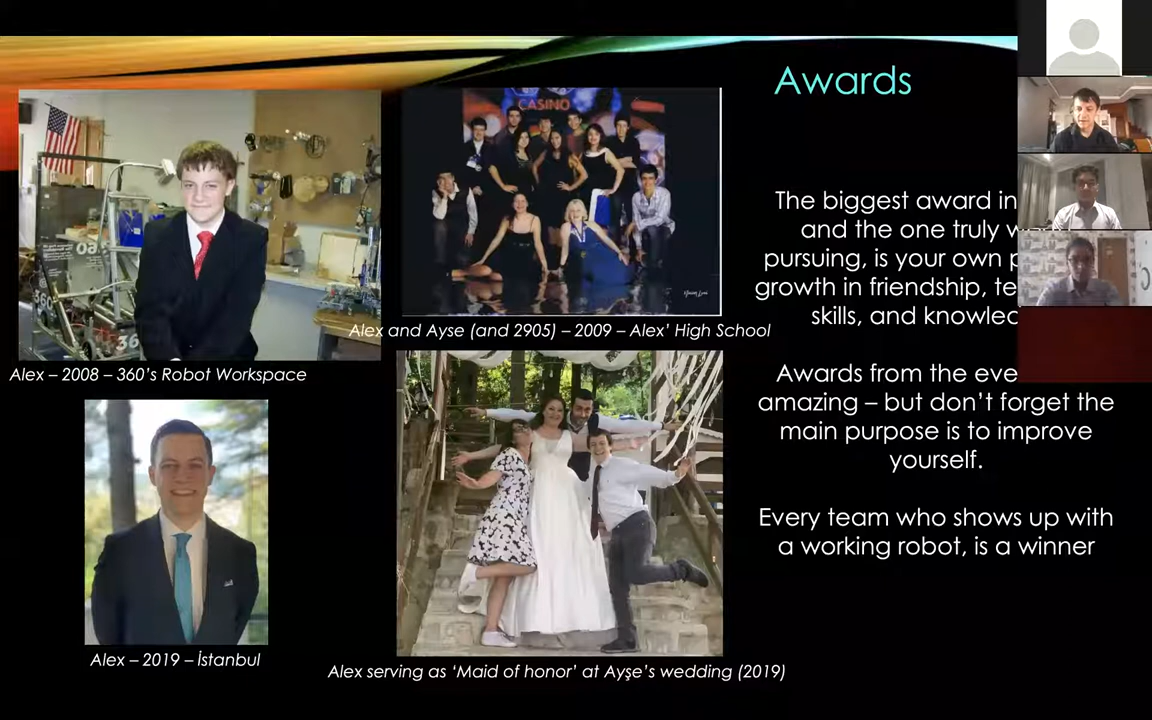 Awards
CASINO
The biggest award in
and the one truly
pursuing, is your own
growth in friendship,
skills, and
Alex and Ayse (and 2905) – 2009 – Alex’ High School
Alex – 2008 – 360’s Robot Workspace
Awards from the
amazing – but don’t forget the
main purpose is to improve
yourself.
Every team who shows up with
a working robot, is a winner
Alex – 2019 – İstanbul
Alex serving as ‘Maid of honor’ at Ayşe’s wedding (2019)
360
36